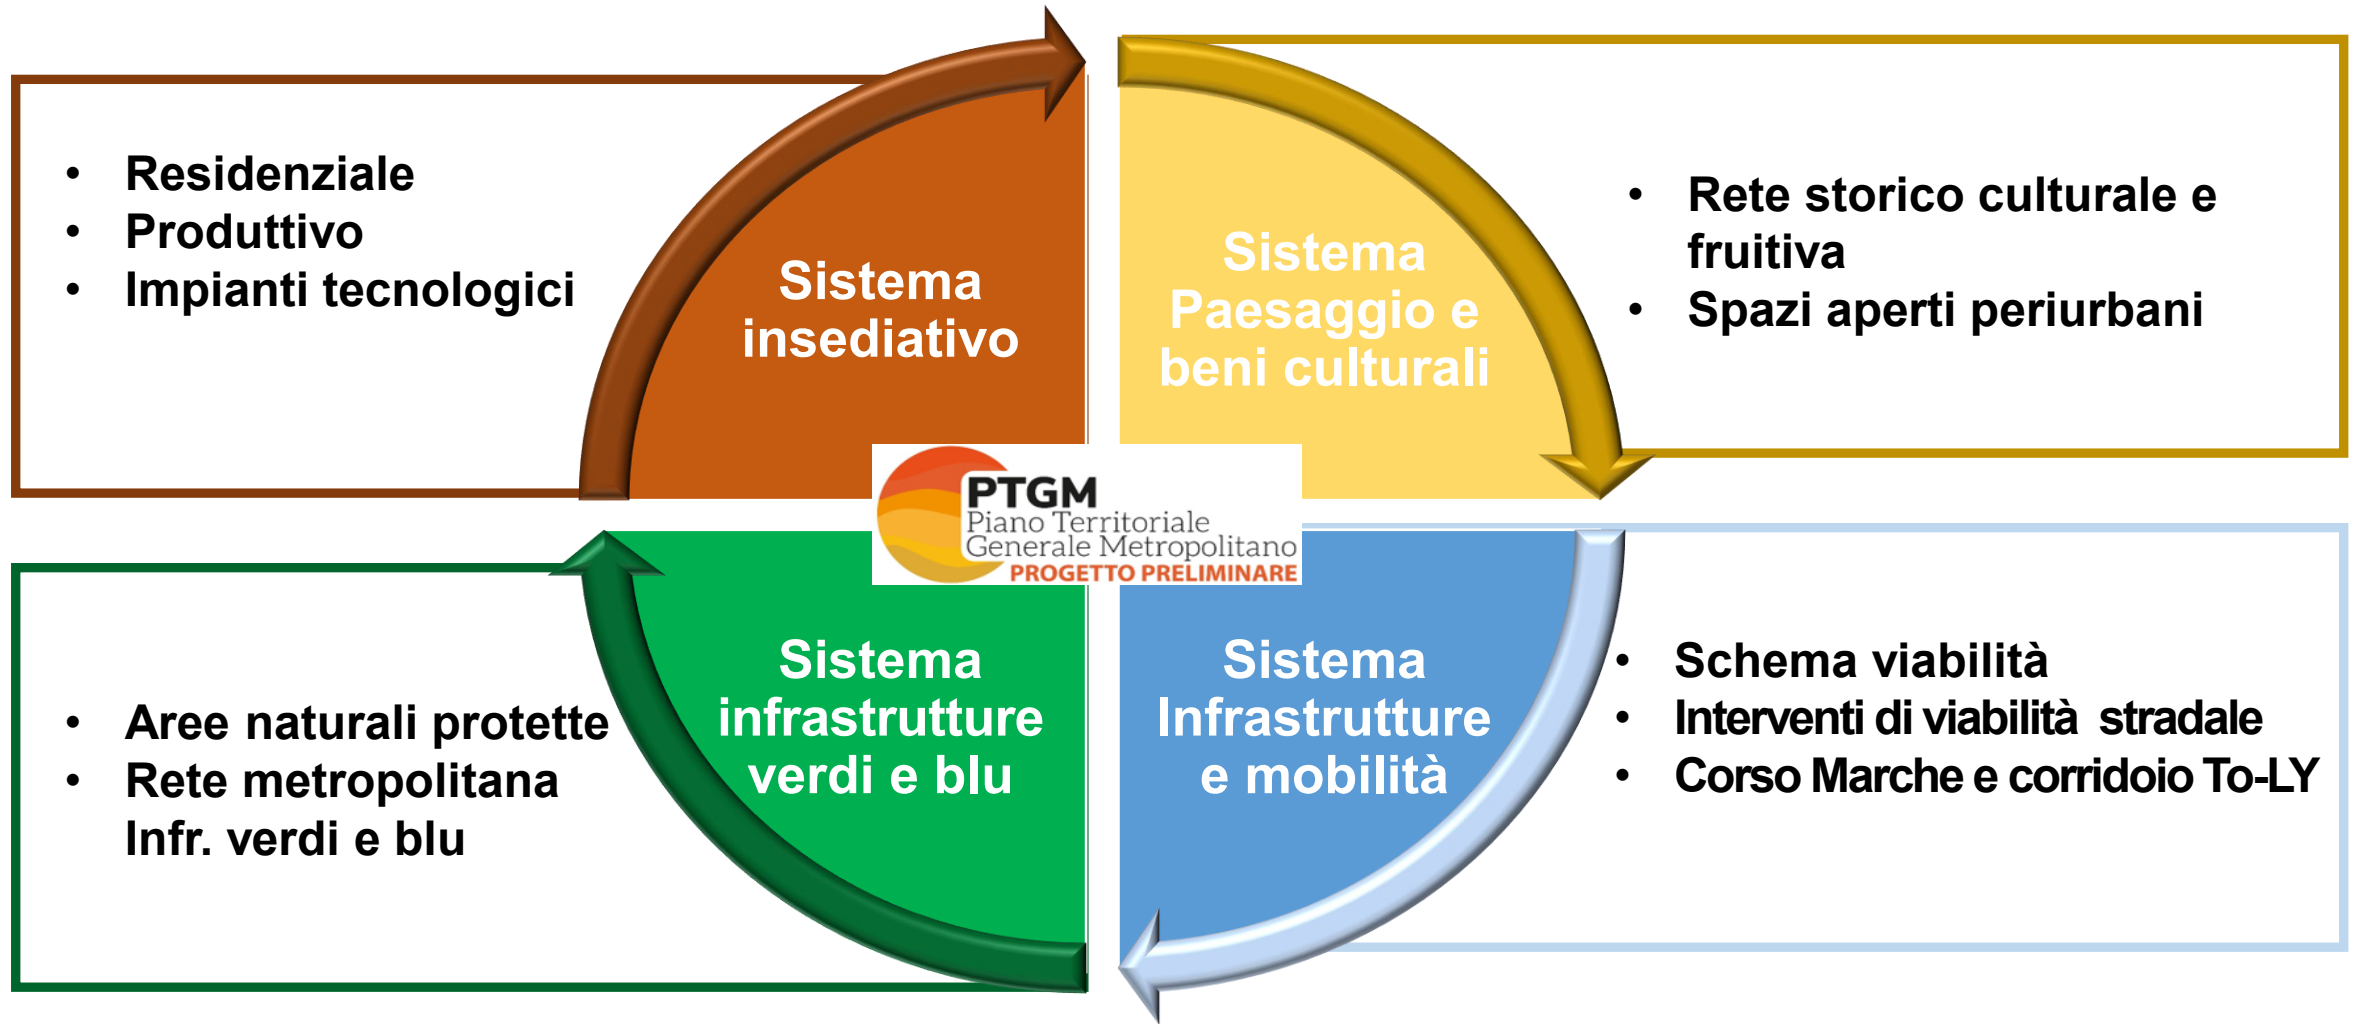 • Residenziale
• Produttivo
• Impianti tecnologici
Sistema
insediativo
Sistema
Paesaggio e
beni culturali
• Rete storico culturale e
fruitiva
• Spazi aperti periurbani
PTGM
Piano Territoriale
Generale Metropolitano
PROGETTO PRELIMINARE
• Aree naturali protette
• Rete metropolitana
Infr. verdi e blu
Sistema
infrastrutture
verdi e blu
Sistema
Infrastrutture
e mobilità
• Schema viabilità
• Interventi di viabilità stradale
• Corso Marche e corridoio To-LY